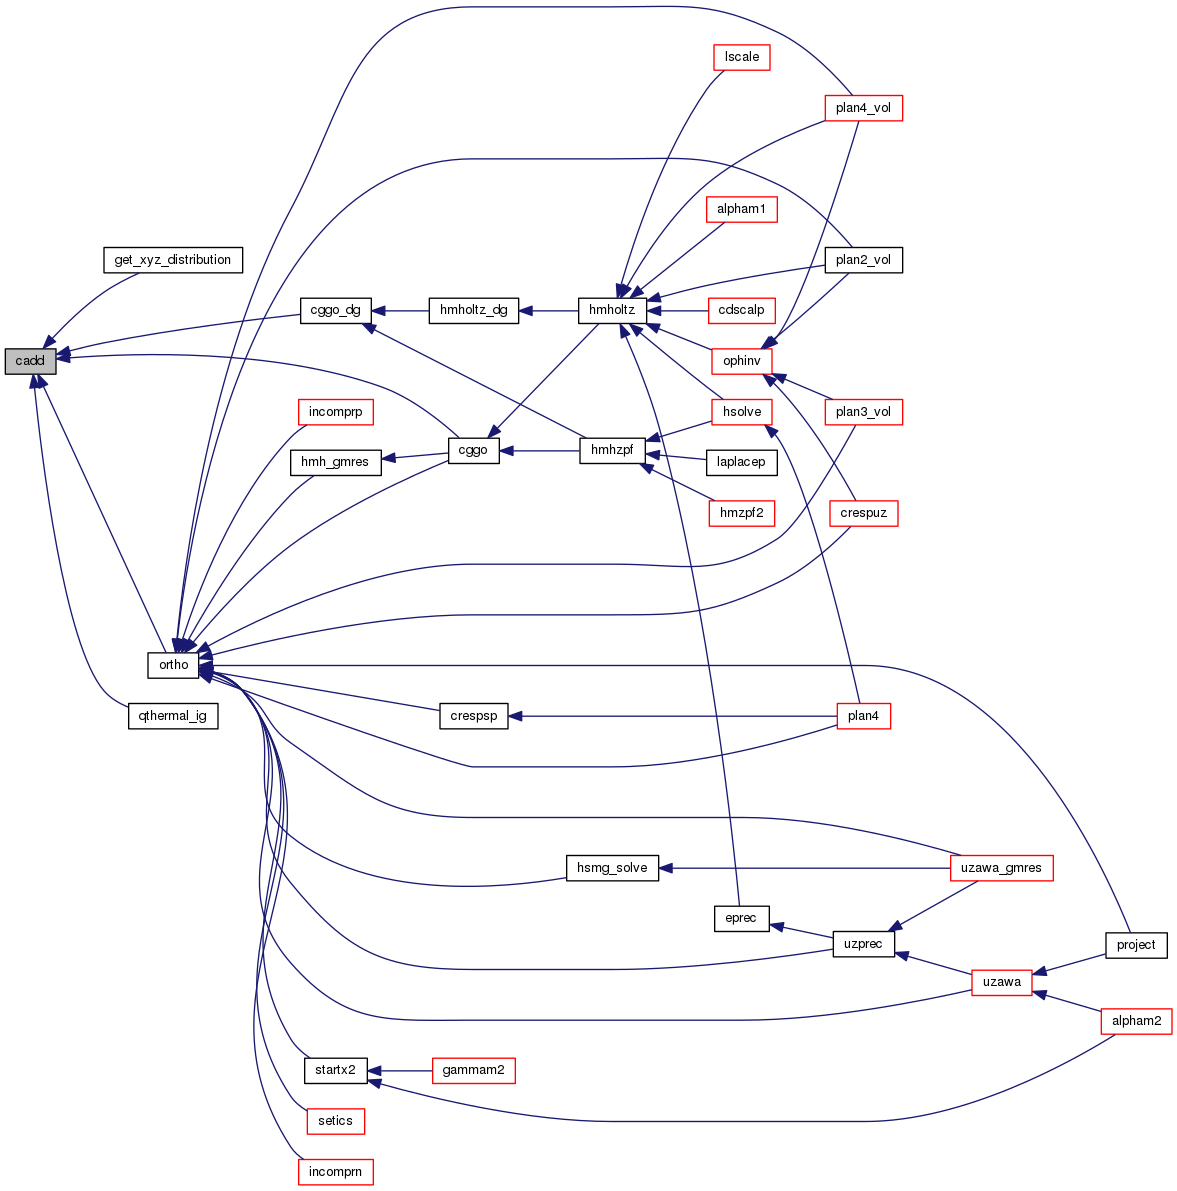 lscale
plan4_vol
alpham1
get_xyz_distribution
plan2_vol
cggo_dg
hmholtz_dg
hmholtz
cdscalp
cadd
ophinv
incomprp
hsolve
plan3_vol
hmh_gmres
cggo
hmhzpf
laplacep
hmzpf2
crespuz
ortho
qthermal_ig
crespsp
plan4
hsmg_solve
uzawa_gmres
eprec
uzprec
project
uzawa
alpham2
startx2
gammam2
setics
incomprn